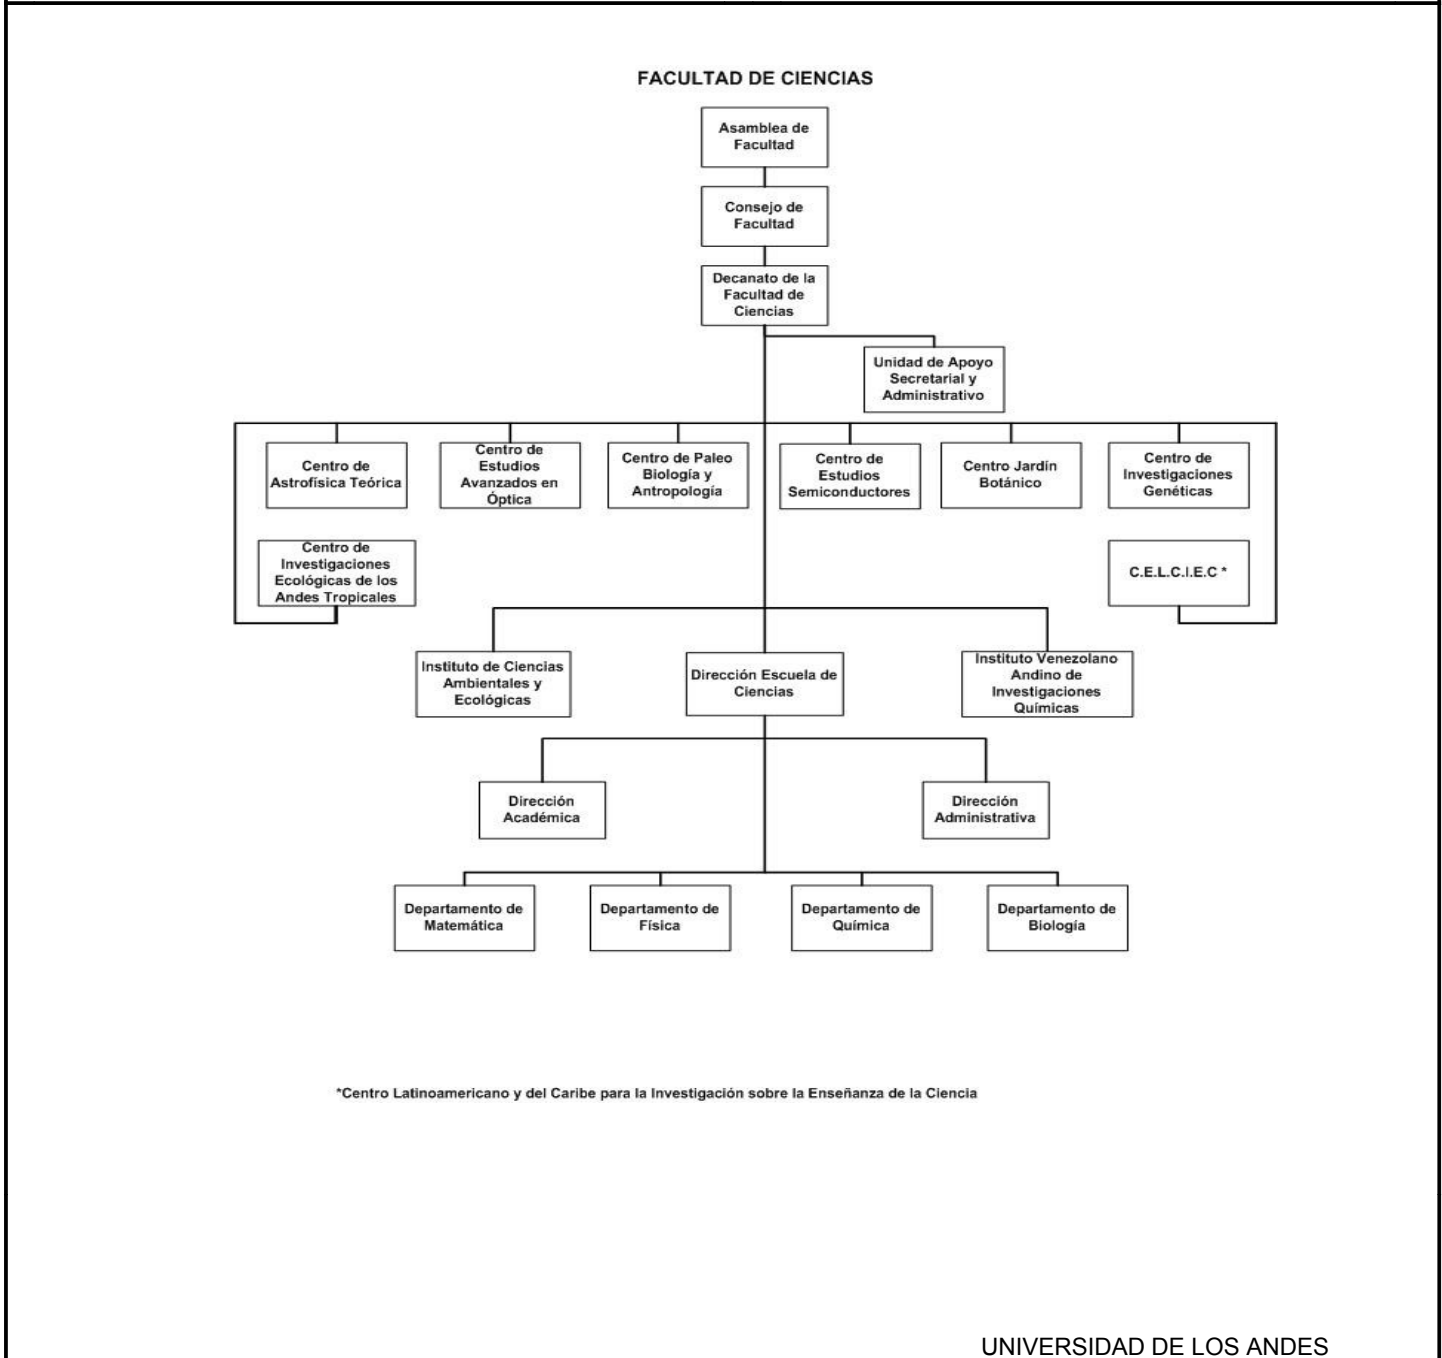 FACULTAD DE CIENCIAS
Asamblea de
Facultad
Consejo de
Facultad
Decanato de la
Facultad de
Ciencias
Unidad de Apoyo
Secretarial y
Administrativo
Centro de
Astrofísica Teórica
Centro de
Estudios
Avanzados en
Óptica
Centro de Paleo
Biología y
Antropología
Centro de
Estudios
Semiconductores
Centro Jardín
Botánico
Centro de
Investigaciones
Genéticas
Centro de
Investigaciones
Ecológicas de los
Andes Tropicales
C.E.L.C.I.E.C *
Instituto de Ciencias
Ambientales y
Ecológicas
Dirección Escuela de
Ciencias
Instituto Venezolano
Andino de
Investigaciones
Químicas
Dirección
Académica
Dirección
Administrativa
Departamento de
Matemática
Departamento de
Física
Departamento de
Química
Departamento de
Biología
*Centro Latinoamericano y del Caribe para la Investigación sobre la Enseñanza de la Ciencia
UNIVERSIDAD DE LOS ANDES